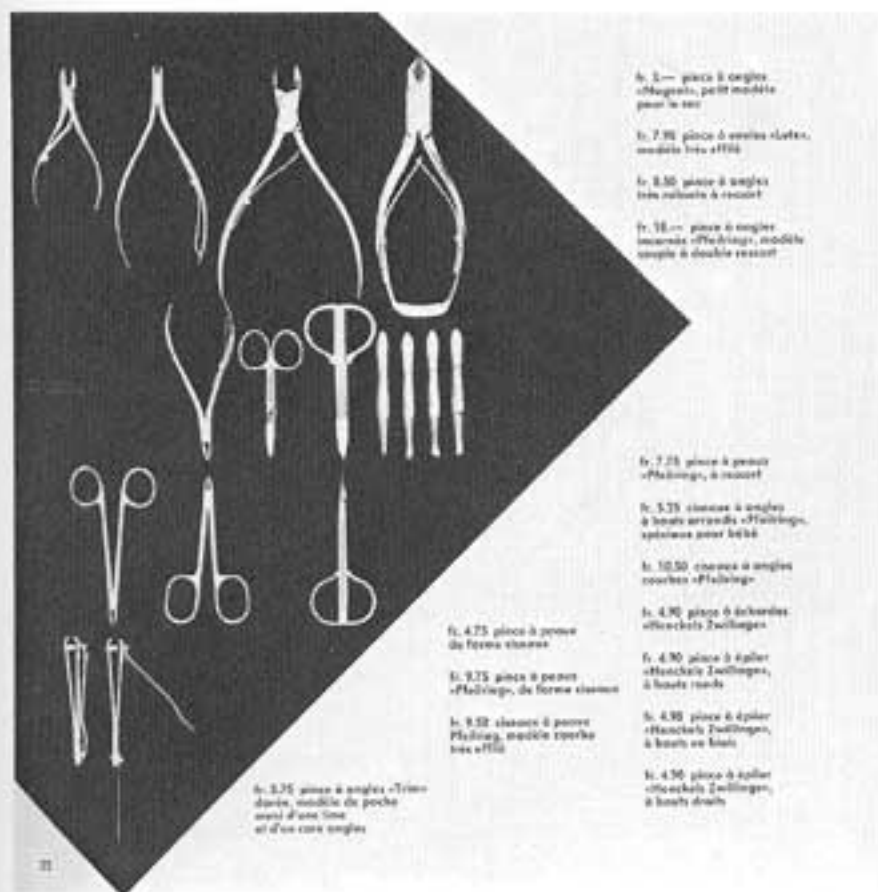 fr. 5.— pince à ongles
petit modèle
pour le sac
fr. 7.95 pince à envies
modèle très effilé
fr. 8.50 pince à ongles
très robuste à ressort
fr. 18.— pince à ongles
incarnés «Pfeilring», modèle
souple à double ressort
fr. 7.75 pince à peaux
«Pfeilring», à ressort
fr. 5.25 ciseaux à ongles
à bouts arrondis «Pfeilring»,
spéciaux pour bébé
fr. 10.50 ciseaux à ongles
courbes «Pfeilring»
fr. 4.90 pince à échardes
«Henckels Zwillinge»
fr. 4.90 pince à épiler
«Henckels Zwillinge»,
à bouts ronds
fr. 4.90 pince à épiler
«Henckels Zwillinge»,
à bouts en biais
fr. 4.90 pince à épiler
«Henckels Zwillinge»,
à bouts droits
fr. 4.75 pince à peaux
de forme ciseaux
fr. 9.75 pince à peaux
«Pfeilring», de forme ciseaux
fr. 9.50 ciseaux à peaux
Pfeilring, modèle courbe
très effilé
fr. 3.75 pince à ongles «Trim»
dorée, modèle de poche
muni d'une lime
et d'un cure ongles